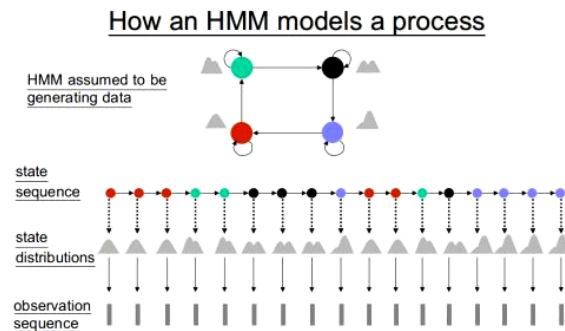 How an HMM models a process
HMM assumed to be
generating data
state
sequence
state
distributions
observation
sequence